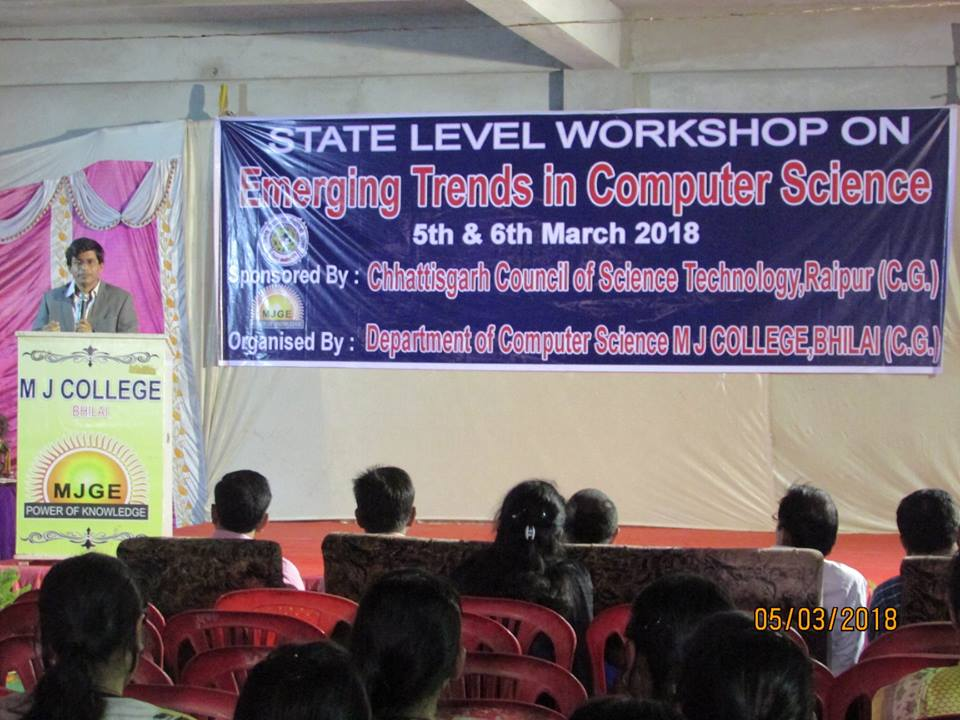 STATE LEVEL WORKSHOP ON
Emerging Trends in Computer Science
5th & 6th March 2018
Sponsored By : Chhattisgarh Council of Science Technology,Raipur (C.G.)
MJGE
Organised By : Department of Computer Science M J COLLEGE,BHILAI (C.G.)
M J COLLEGE
BHILAI
MJGE
POWER OF KNOWLEDGE
05/03/2018